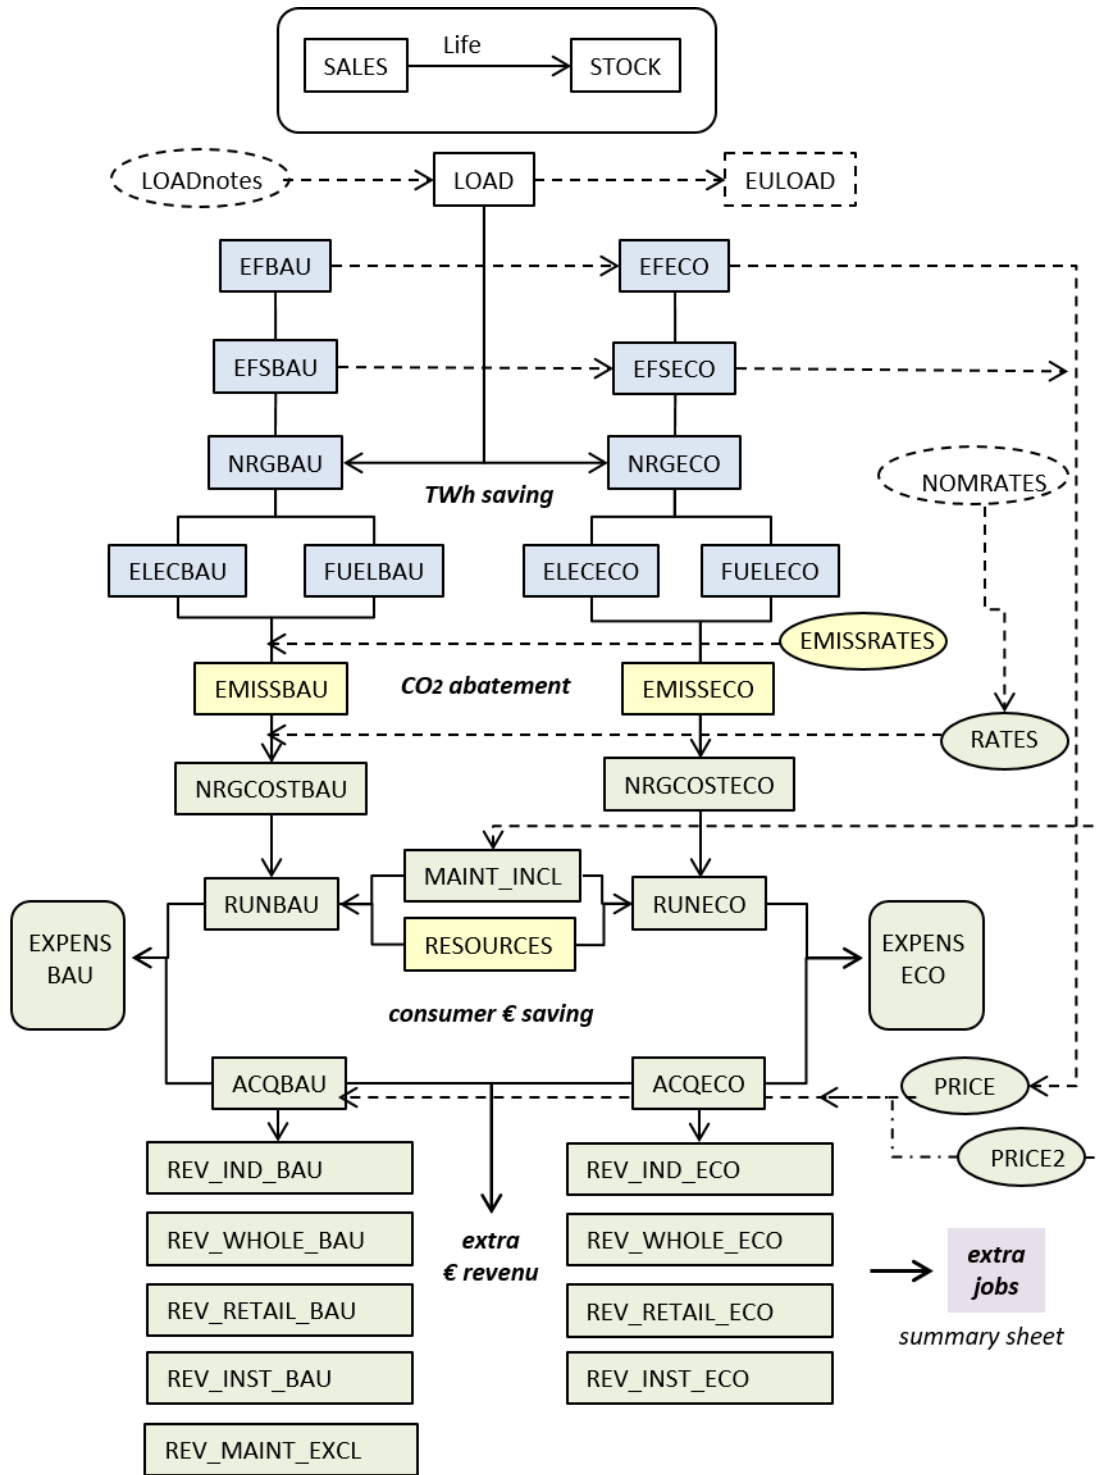 Life
SALES
STOCK
LOADnotes
LOAD
EULOAD
EFBAU
EFECO
EFSBAU
EFSECO
NRGBAU
NRGECO
TWh saving
NOMRATES
ELECBAU
FUELBAU
ELECECO
FUELECO
EMISSRATES
EMISSBAU
CO2 abatement
EMISSECO
RATES
NRGCOSTBAU
NRGCOSTECO
MAINT_INCL
RUNBAU
RUNECO
RESOURCES
EXPENS
BAU
EXPENS
ECO
consumer € saving
ACQBAU
ACQECO
PRICE
PRICE2
REV_IND_BAU
REV_IND_ECO
REV_WHOLE_BAU
extra
€ revenu
REV_WHOLE_ECO
extra
jobs
REV_RETAIL_BAU
REV_RETAIL_ECO
summary sheet
REV_INST_BAU
REV_INST_ECO
REV_MAINT_EXCL